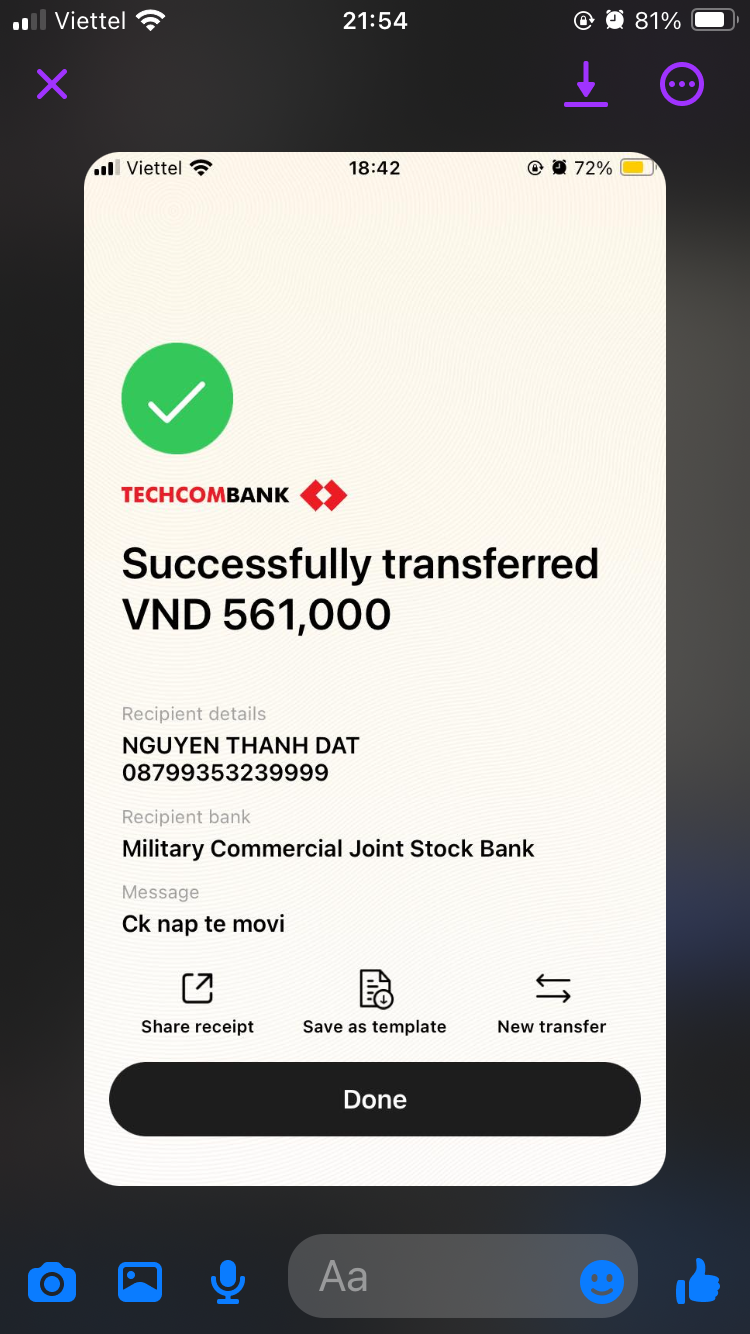 Viettel 21:54 81%
Viettel 18:42 72%
TECHCOMBANK
Successfully transferred
VND 561,000
Recipient details
NGUYEN THANH DAT
08799353239999
Recipient bank
Military Commercial Joint Stock Bank
Message
Ck nap te movi
Share receipt Save as template New transfer
Done
Aa